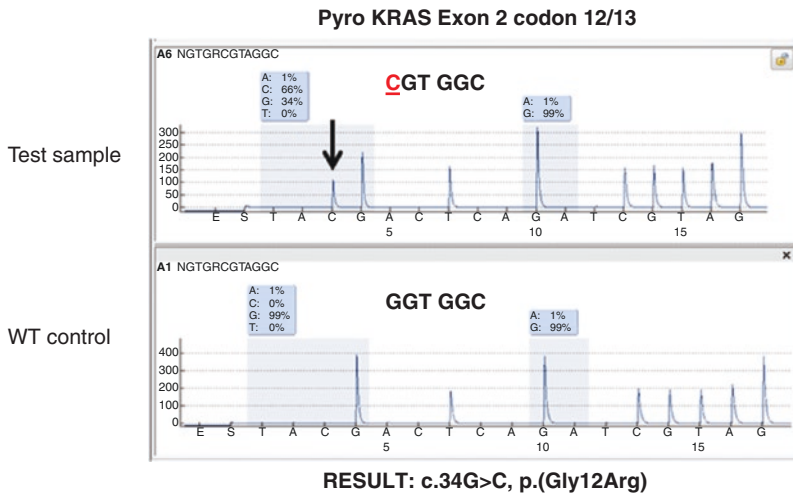 Pyro KRAS Exon 2 codon 12/13
Test sample
A6 NGTGRCGTAGGC
A: 1%
C: 66%
G: 34%
T: 0%
CGT GGC
A: 1%
G: 99%
300
250
200
150
100
50
0
E S T A C G A C T C A G A T C G T A G
5 10 15
WT control
A1 NGTGRCGTAGGC
A: 1%
C: 0%
G: 99%
T: 0%
GGT GGC
A: 1%
G: 99%
400
300
200
100
0
E S T A C G A C T C A G A T C G T A G
5 10 15
RESULT: c.34G>C, p.(Gly12Arg)